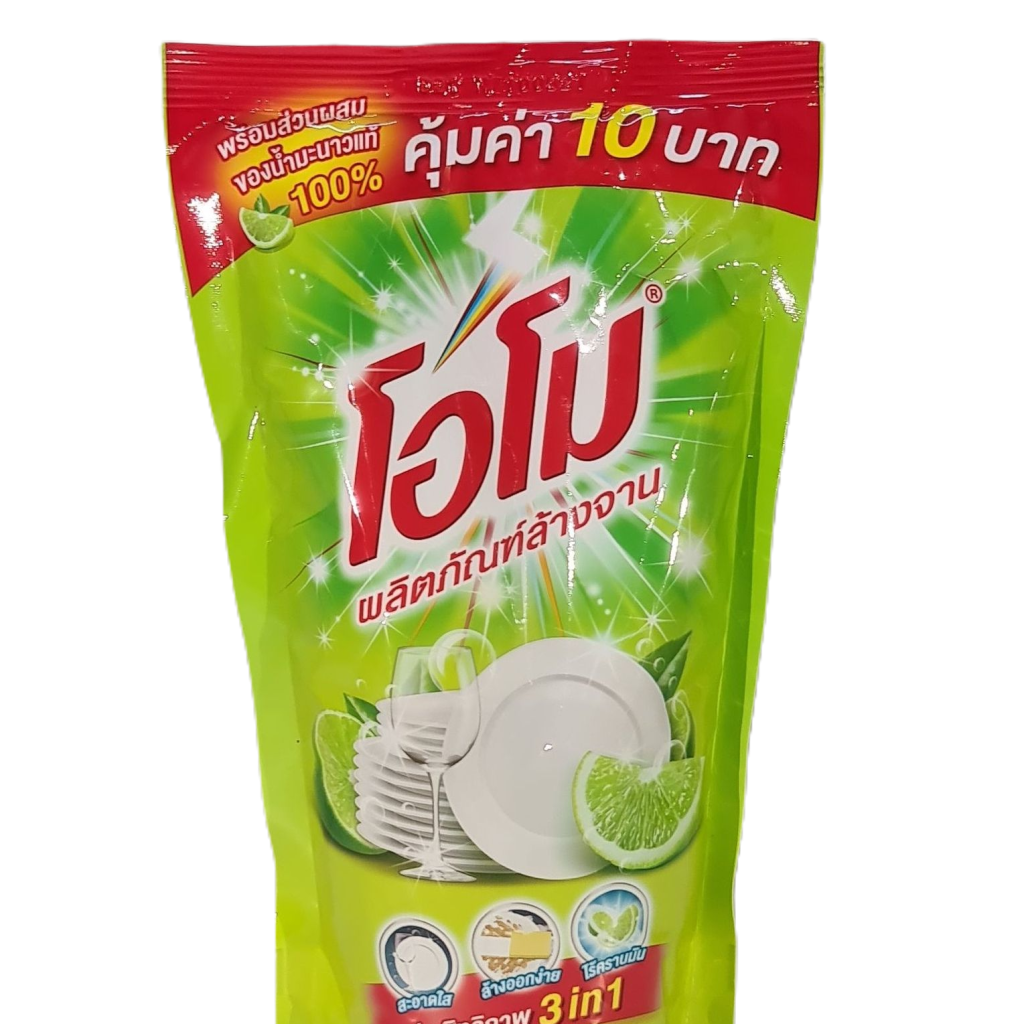 พร้อมส่วนผสม
ของน้ำมะนาวแท้
100%
คุ้มค่า 10 บาท
โอโม
®
ผลิตภัณฑ์ล้างจาน
สะอาดใส
ล้างออกง่าย
ไร้คราบมัน
3 in 1